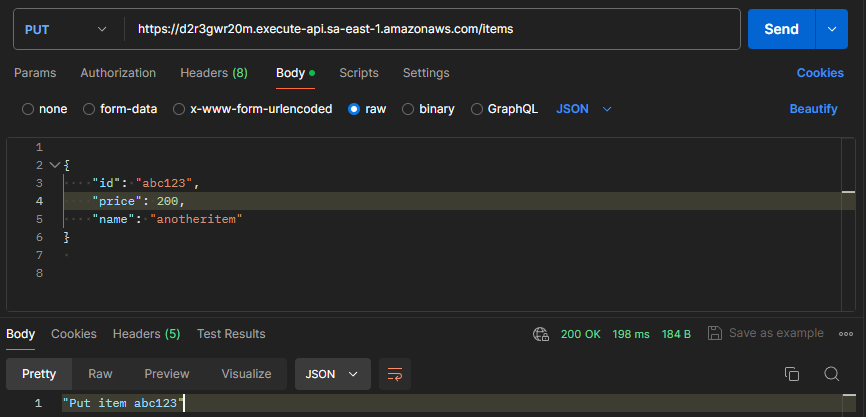 PUT https://d2r3gwr20m.execute-api.sa-east-1.amazonaws.com/items Send
Params Authorization Headers (8) Body Scripts Settings Cookies
none form-data x-www-form-urlencoded raw binary GraphQL JSON Beautify
1
2 {
3 "id": "abc123",
4 "price": 200,
5 "name": "anotheritem"
6 }
7
8
Body Cookies Headers (5) Test Results 200 OK 198 ms 184 B Save as example
Pretty Raw Preview Visualize JSON
1 "Put item abc123"